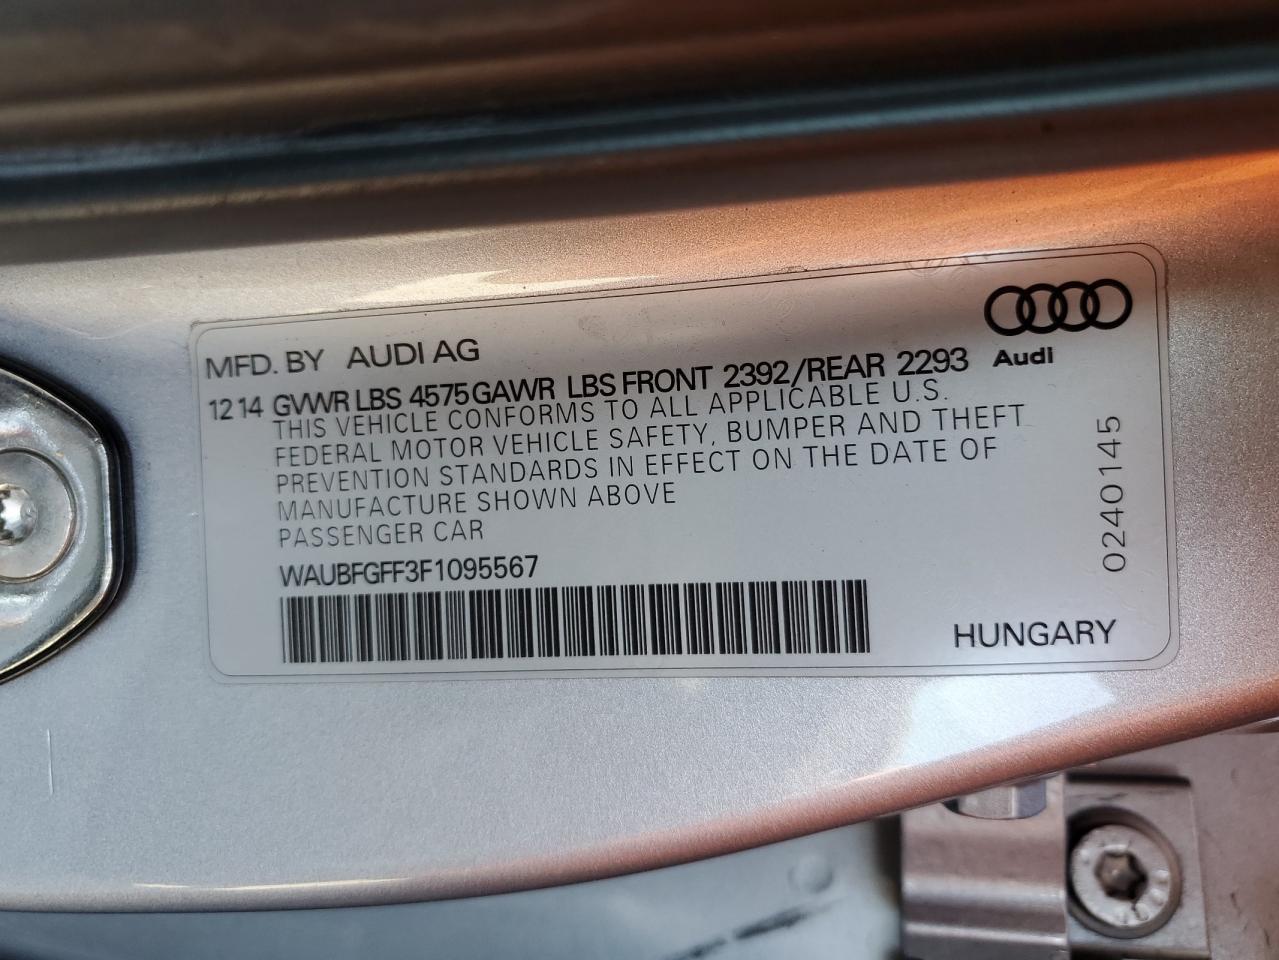 MFD. BY AUDI AG
Audi
12 14 GVWR LBS 4575 GAWR LBS FRONT 2392/REAR 2293
THIS VEHICLE CONFORMS TO ALL APPLICABLE U.S.
FEDERAL MOTOR VEHICLE SAFETY, BUMPER AND THEFT
PREVENTION STANDARDS IN EFFECT ON THE DATE OF
MANUFACTURE SHOWN ABOVE
PASSENGER CAR
WAUBFGFF3F1095567
0240145
HUNGARY